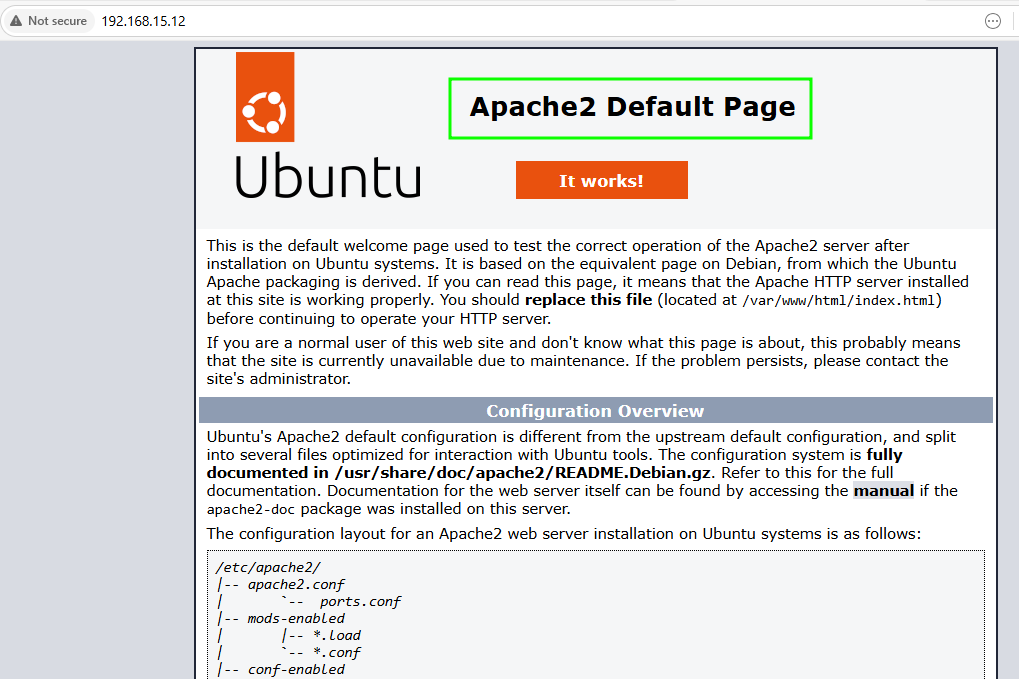 Not secure 192.168.15.12
Apache2 Default Page
Ubuntu
It works!
This is the default welcome page used to test the correct operation of the Apache2 server after
installation on Ubuntu systems. It is based on the equivalent page on Debian, from which the Ubuntu
Apache packaging is derived. If you can read this page, it means that the Apache HTTP server installed
at this site is working properly. You should replace this file (located at /var/www/html/index.html)
before continuing to operate your HTTP server.
If you are a normal user of this web site and don't know what this page is about, this probably means
that the site is currently unavailable due to maintenance. If the problem persists, please contact the
site's administrator.
Configuration Overview
Ubuntu's Apache2 default configuration is different from the upstream default configuration, and split
into several files optimized for interaction with Ubuntu tools. The configuration system is fully
documented in /usr/share/doc/apache2/README.Debian.gz. Refer to this for the full
documentation. Documentation for the web server itself can be found by accessing the manual if the
apache2-doc package was installed on this server.
The configuration layout for an Apache2 web server installation on Ubuntu systems is as follows:
/etc/apache2/
|-- apache2.conf
|       `--  ports.conf
|-- mods-enabled
|       |-- *.load
|       `-- *.conf
|-- conf-enabled